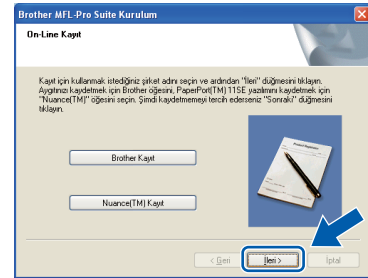 Brother MFL-Pro Suite Kurulum
On-Line Kayıt
Kayıt için kullanmak istediğiniz şirket adını seçin ve ardından "İleri" düğmesini tıklayın.
Aygıtınızı kaydetmek için Brother öğesini, PaperPort(TM) 11SE yazılımını kaydetmek için
"Nuance(TM)" öğesini seçin. Şimdi kaydetmemeyi tercih ederseniz "Sonraki" düğmesini
tıklayın.
Brother Kayıt
Nuance(TM) Kayıt
< Geri
İleri >
İptal